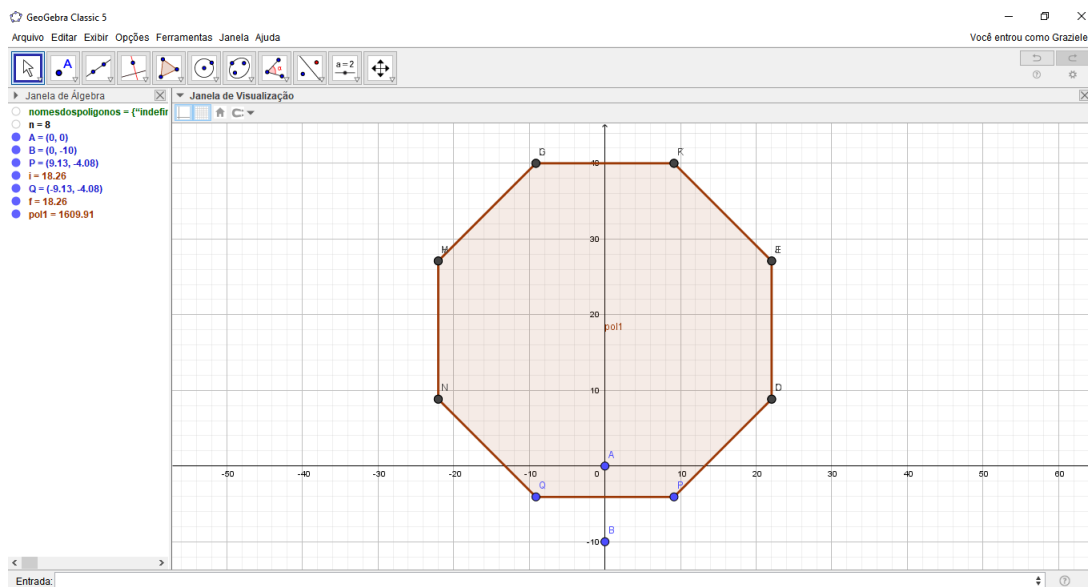 GeoGebra Classic 5
Arquivo Editar Exibir Opções Ferramentas Janela Ajuda
Você entrou como Graziele
A
a=2
Janela de Álgebra
Janela de Visualização
nomesdospoligonos = {"indefir
n = 8
A = (0, 0)
B = (0, -10)
P = (9.13, -4.08)
i = 18.26
Q = (-9.13, -4.08)
f = 18.26
pol1 = 1609.91
40
30
M
20
pol1
N
D
10
A
-50 -40 -30 -20 -10 0 10 20 30 40 50 60
Q
P
B
-10
Entrada: